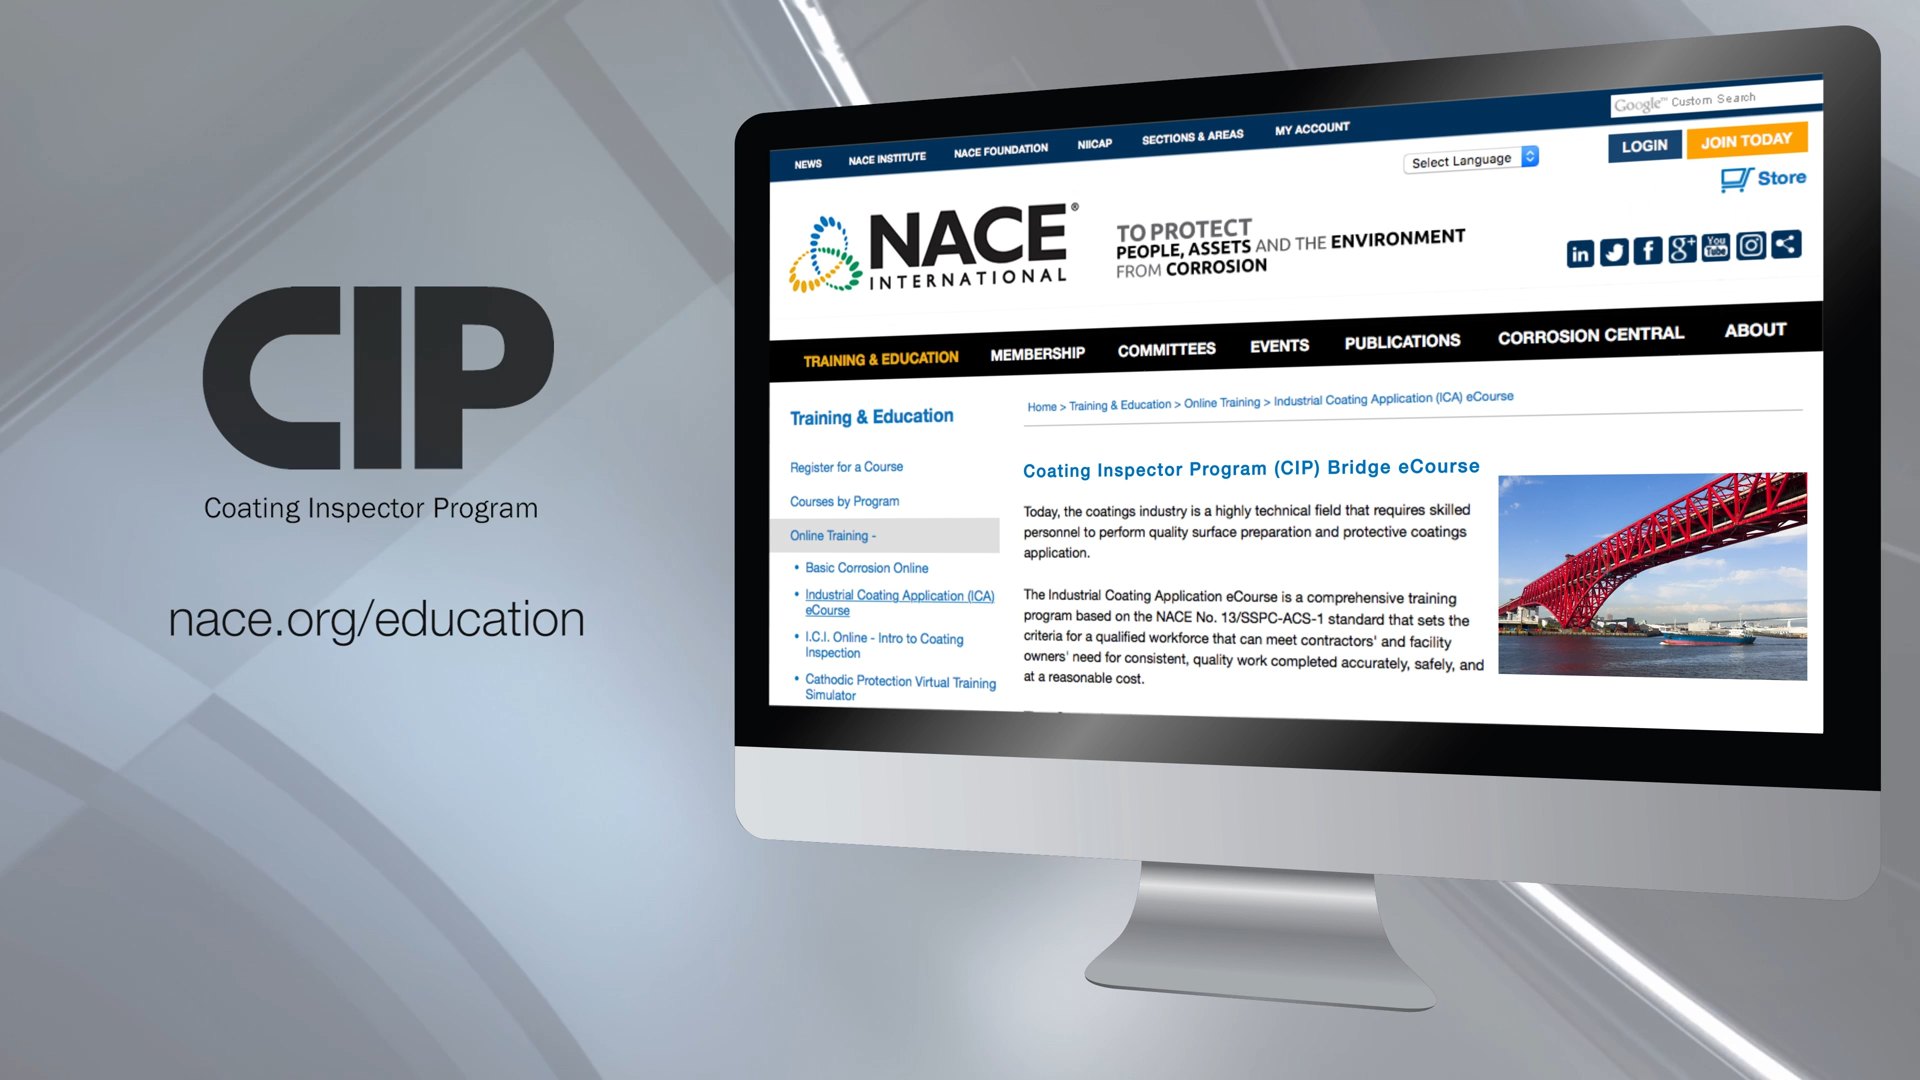 CIP
Coating Inspector Program
nace.org/education
Google™ Custom Search
NEWS NACE INSTITUTE NACE FOUNDATION NIICAP SECTIONS & AREAS MY ACCOUNT
Select Language
LOGIN JOIN TODAY
Store
NACE®
INTERNATIONAL
TO PROTECT
PEOPLE, ASSETS AND THE ENVIRONMENT
FROM CORROSION
in f g+ You Tube
TRAINING & EDUCATION MEMBERSHIP COMMITTEES EVENTS PUBLICATIONS CORROSION CENTRAL ABOUT
Training & Education
Register for a Course
Courses by Program
Online Training -
• Basic Corrosion Online
• Industrial Coating Application (ICA)
eCourse
• I.C.I. Online - Intro to Coating
Inspection
• Cathodic Protection Virtual Training
Simulator
Home > Training & Education > Online Training > Industrial Coating Application (ICA) eCourse
Coating Inspector Program (CIP) Bridge eCourse
Today, the coatings industry is a highly technical field that requires skilled
personnel to perform quality surface preparation and protective coatings
application.
The Industrial Coating Application eCourse is a comprehensive training
program based on the NACE No. 13/SSPC-ACS-1 standard that sets the
criteria for a qualified workforce that can meet contractors' and facility
owners' need for consistent, quality work completed accurately, safely, and
at a reasonable cost.